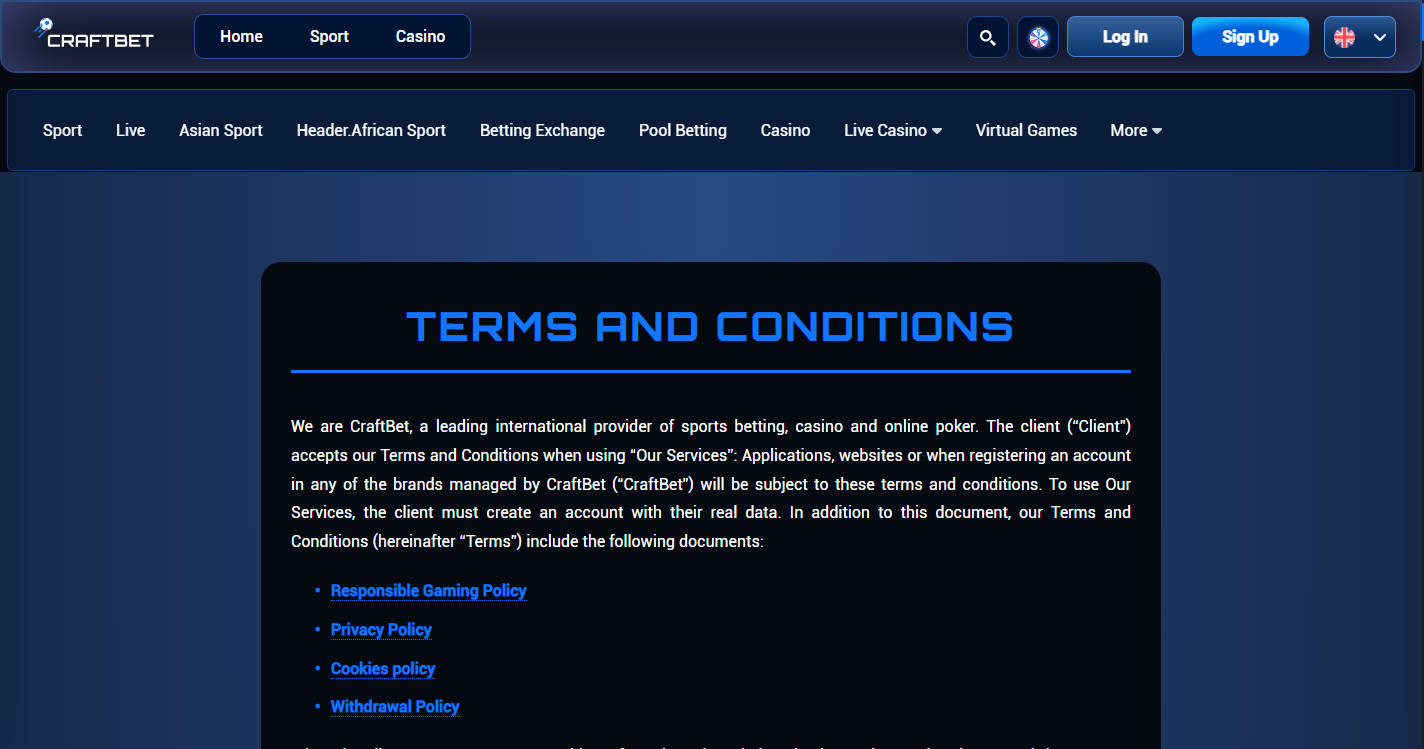 CRAFTBET
Home Sport Casino
Log In
Sign Up
Sport Live Asian Sport Header.African Sport Betting Exchange Pool Betting Casino Live Casino Virtual Games More
TERMS AND CONDITIONS
We are CraftBet, a leading international provider of sports betting, casino and online poker. The client (“Client”)
accepts our Terms and Conditions when using “Our Services”: Applications, websites or when registering an account
in any of the brands managed by CraftBet (“CraftBet”) will be subject to these terms and conditions. To use Our
Services, the client must create an account with their real data. In addition to this document, our Terms and
Conditions (hereinafter “Terms”) include the following documents:
• Responsible Gaming Policy
• Privacy Policy
• Cookies policy
• Withdrawal Policy